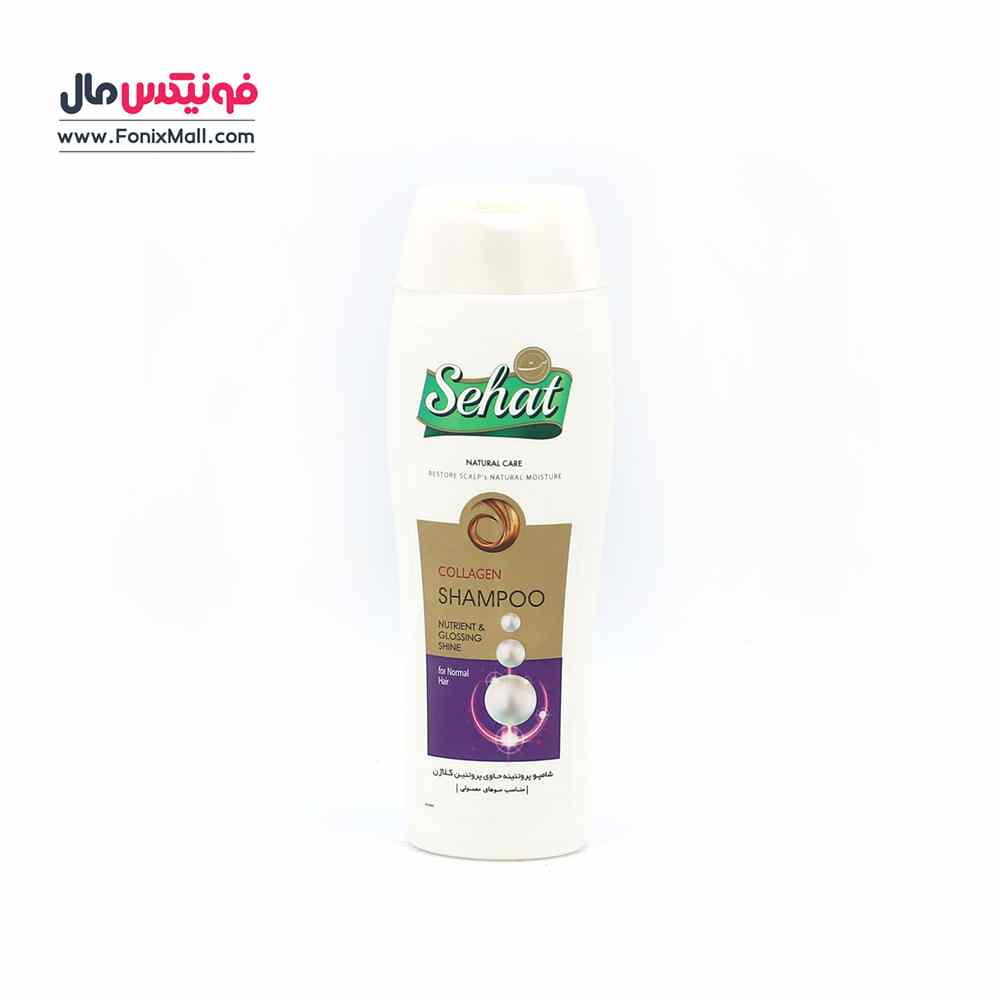 فونیکس مال
www.FonixMall.com
Sehat
NATURAL CARE
RESTORE SCALP's NATURAL MOISTURE
COLLAGEN
SHAMPOO
NUTRIENT &
GLOSSING
SHINE
for Normal
Hair
شامپو پروتئینه حاوی پروتئین کلاژن
| مناسب موهای معمولی |